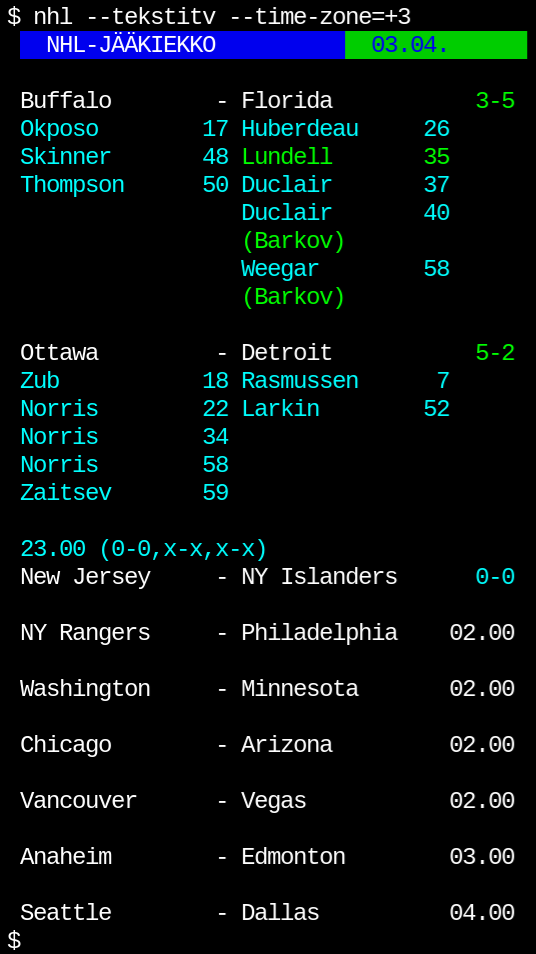 $ nhl --tekstitv --time-zone=+3
NHL-JÄÄKIEKKO 03.04.
Buffalo - Florida 3-5
Okposo 17 Huberdeau 26
Skinner 48 Lundell 35
Thompson 50 Duclair 37
Duclair 40
(Barkov)
Weegar 58
(Barkov)
Ottawa - Detroit 5-2
Zub 18 Rasmussen 7
Norris 22 Larkin 52
Norris 34
Norris 58
Zaitsev 59
23.00 (0-0,x-x,x-x)
New Jersey - NY Islanders 0-0
NY Rangers - Philadelphia 02.00
Washington - Minnesota 02.00
Chicago - Arizona 02.00
Vancouver - Vegas 02.00
Anaheim - Edmonton 03.00
Seattle - Dallas 04.00
$